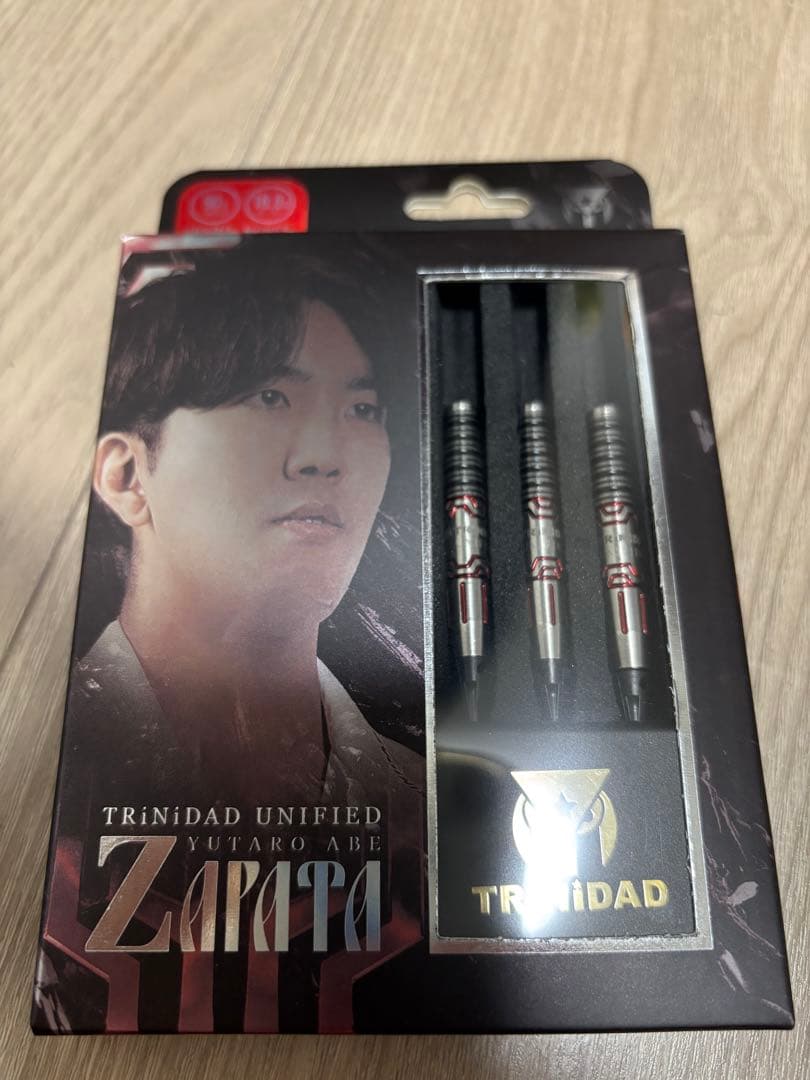 TRiNiDAD UNIFIED
YUTARO ABE
ZAPATA
TRiNiDAD